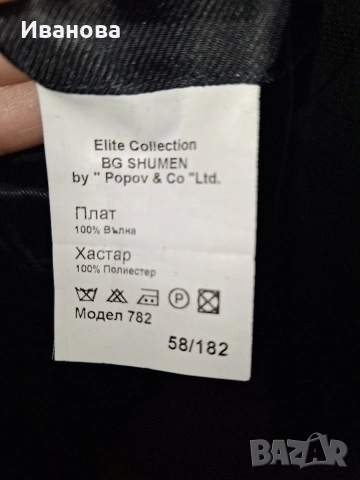 Иванова
Elite Collection
BG SHUMEN
by " Popov & Co "Ltd.
Плат
100% Вълна
Хастар
100% Полиестер
P
Модел 782
58/182
BAZAR